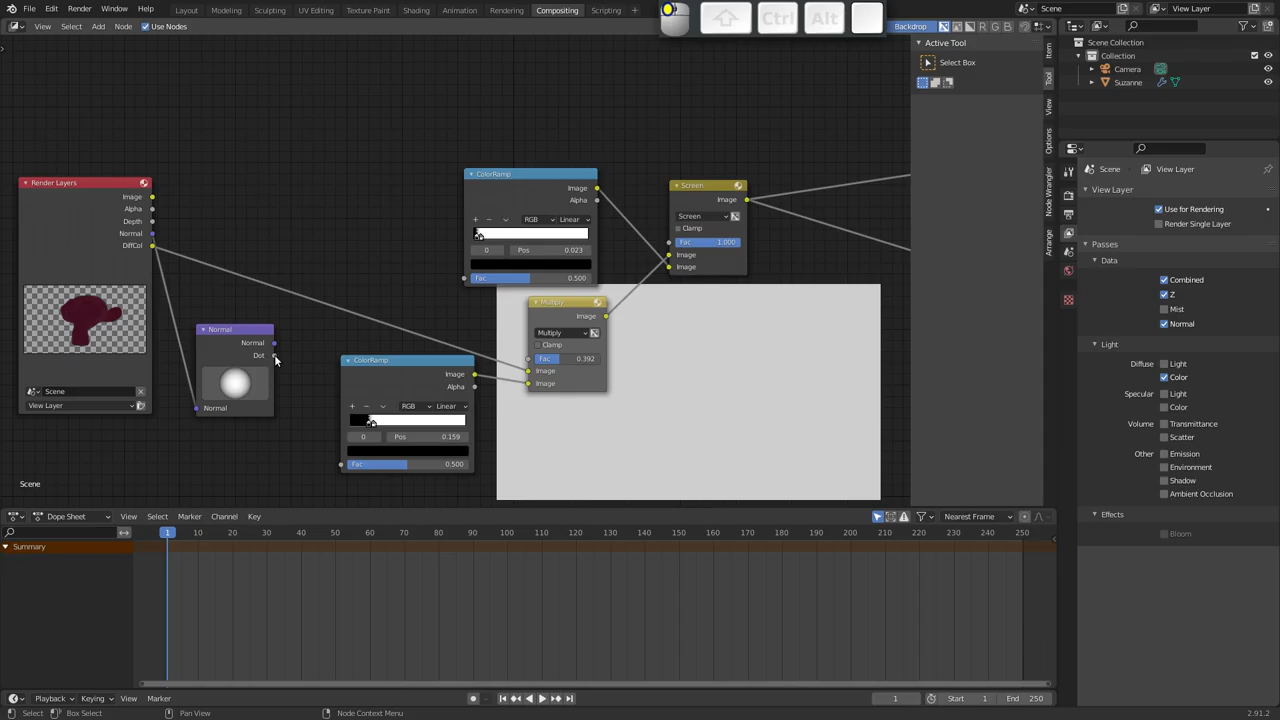 File Edit Render Window Help Layout Modeling Sculpting UV Editing Texture Paint Shading Animation Rendering Compositing Scripting Ctrl Alt Scene View Layer
View Select Add Node Use Nodes Backdrop R G B
Active Tool
Select Box
Item
Tool
View
Options
Node Wrangler
Arrange
Scene Collection
Collection
Camera
Suzanne
Scene View Layer
View Layer
Use for Rendering
Render Single Layer
Passes
Data
Combined
Z
Mist
Normal
Light
Diffuse Light
Color
Specular Light
Color
Volume Transmittance
Scatter
Other Emission
Environment
Shadow
Ambient Occlusion
Effects
Bloom
Render Layers
Image
Alpha
Depth
Normal
DiffCol
Scene
View Layer
Normal
Normal
Dot
Normal
ColorRamp
Image
Alpha
RGB Linear
0 Pos 0.159
Fac 0.500
ColorRamp
Image
Alpha
RGB Linear
0 Pos 0.023
Fac 0.500
Multiply
Image
Multiply
Clamp
Fac 0.392
Image
Image
Screen
Image
Screen
Clamp
Fac 1.000
Image
Image
Scene
Dope Sheet View Select Marker Channel Key Nearest Frame
1 10 20 30 40 50 60 70 80 90 100 110 120 130 140 150 160 170 180 190 200 210 220 230 240 250
Summary
Playback Keying View Marker 1 Start 1 End 250
Select Box Select Pan View Node Context Menu 2.91.2